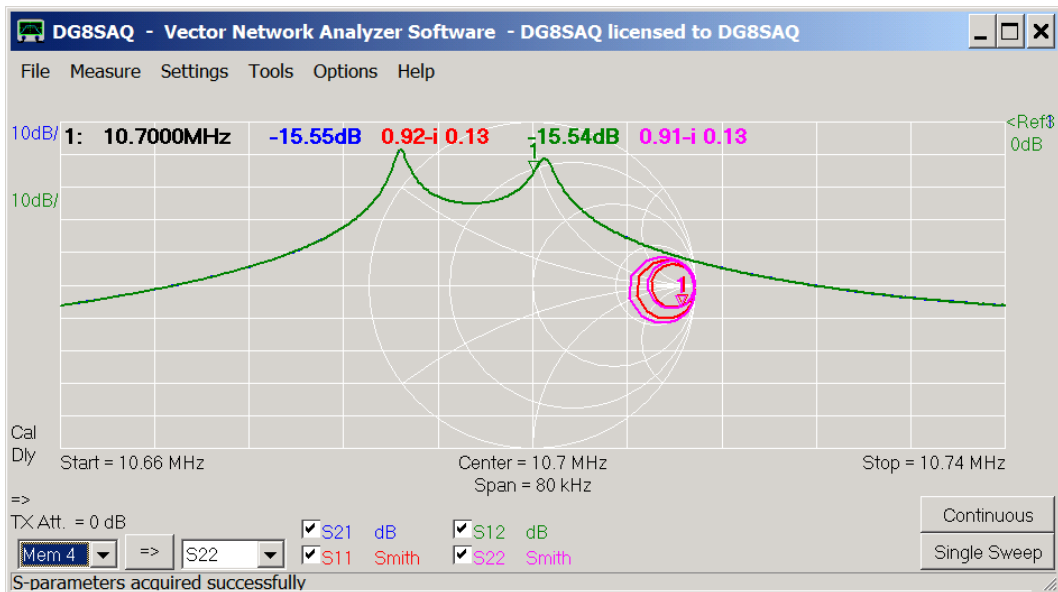 DG8SAQ - Vector Network Analyzer Software - DG8SAQ licensed to DG8SAQ
File Measure Settings Tools Options Help
10dB/ 1: 10.7000MHz -15.55dB 0.92-i 0.13 -15.54dB 0.91-i 0.13 <Ref
1 0dB
10dB/
1
Cal
Dly Start = 10.66 MHz Center = 10.7 MHz Stop = 10.74 MHz
Span = 80 kHz
=>
TX Att. = 0 dB Continuous
S21 dB S12 dB
Mem 4 => S22 S11 Smith S22 Smith Single Sweep
S-parameters acquired successfully